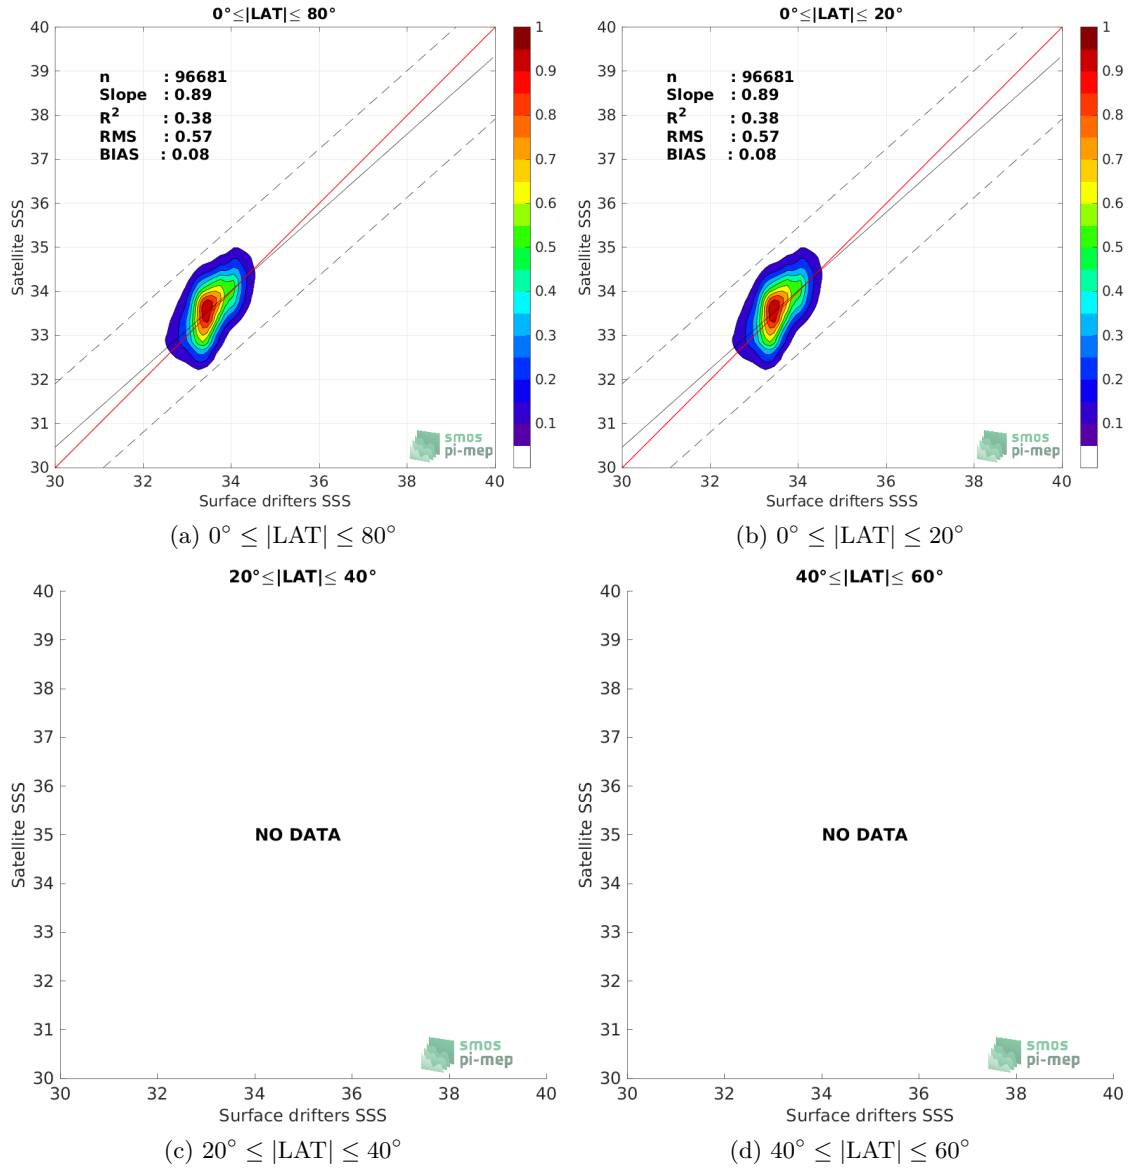 0°≤|LAT|≤ 80°
40
39
38
37
36
35
34
33
32
31
30
Satellite SSS
n : 96681
Slope : 0.89
R² : 0.38
RMS : 0.57
BIAS : 0.08
smos
pi-mep
30 32 34 36 38 40
Surface drifters SSS
1
0.9
0.8
0.7
0.6
0.5
0.4
0.3
0.2
0.1
(a) 0° ≤ |LAT| ≤ 80°
0°≤|LAT|≤ 20°
40
39
38
37
36
35
34
33
32
31
30
Satellite SSS
n : 96681
Slope : 0.89
R² : 0.38
RMS : 0.57
BIAS : 0.08
smos
pi-mep
30 32 34 36 38 40
Surface drifters SSS
1
0.9
0.8
0.7
0.6
0.5
0.4
0.3
0.2
0.1
(b) 0° ≤ |LAT| ≤ 20°
20°≤|LAT|≤ 40°
40
39
38
37
36
35
34
33
32
31
30
Satellite SSS
NO DATA
smos
pi-mep
30 32 34 36 38 40
Surface drifters SSS
(c) 20° ≤ |LAT| ≤ 40°
40°≤|LAT|≤ 60°
40
39
38
37
36
35
34
33
32
31
30
Satellite SSS
NO DATA
smos
pi-mep
30 32 34 36 38 40
Surface drifters SSS
(d) 40° ≤ |LAT| ≤ 60°